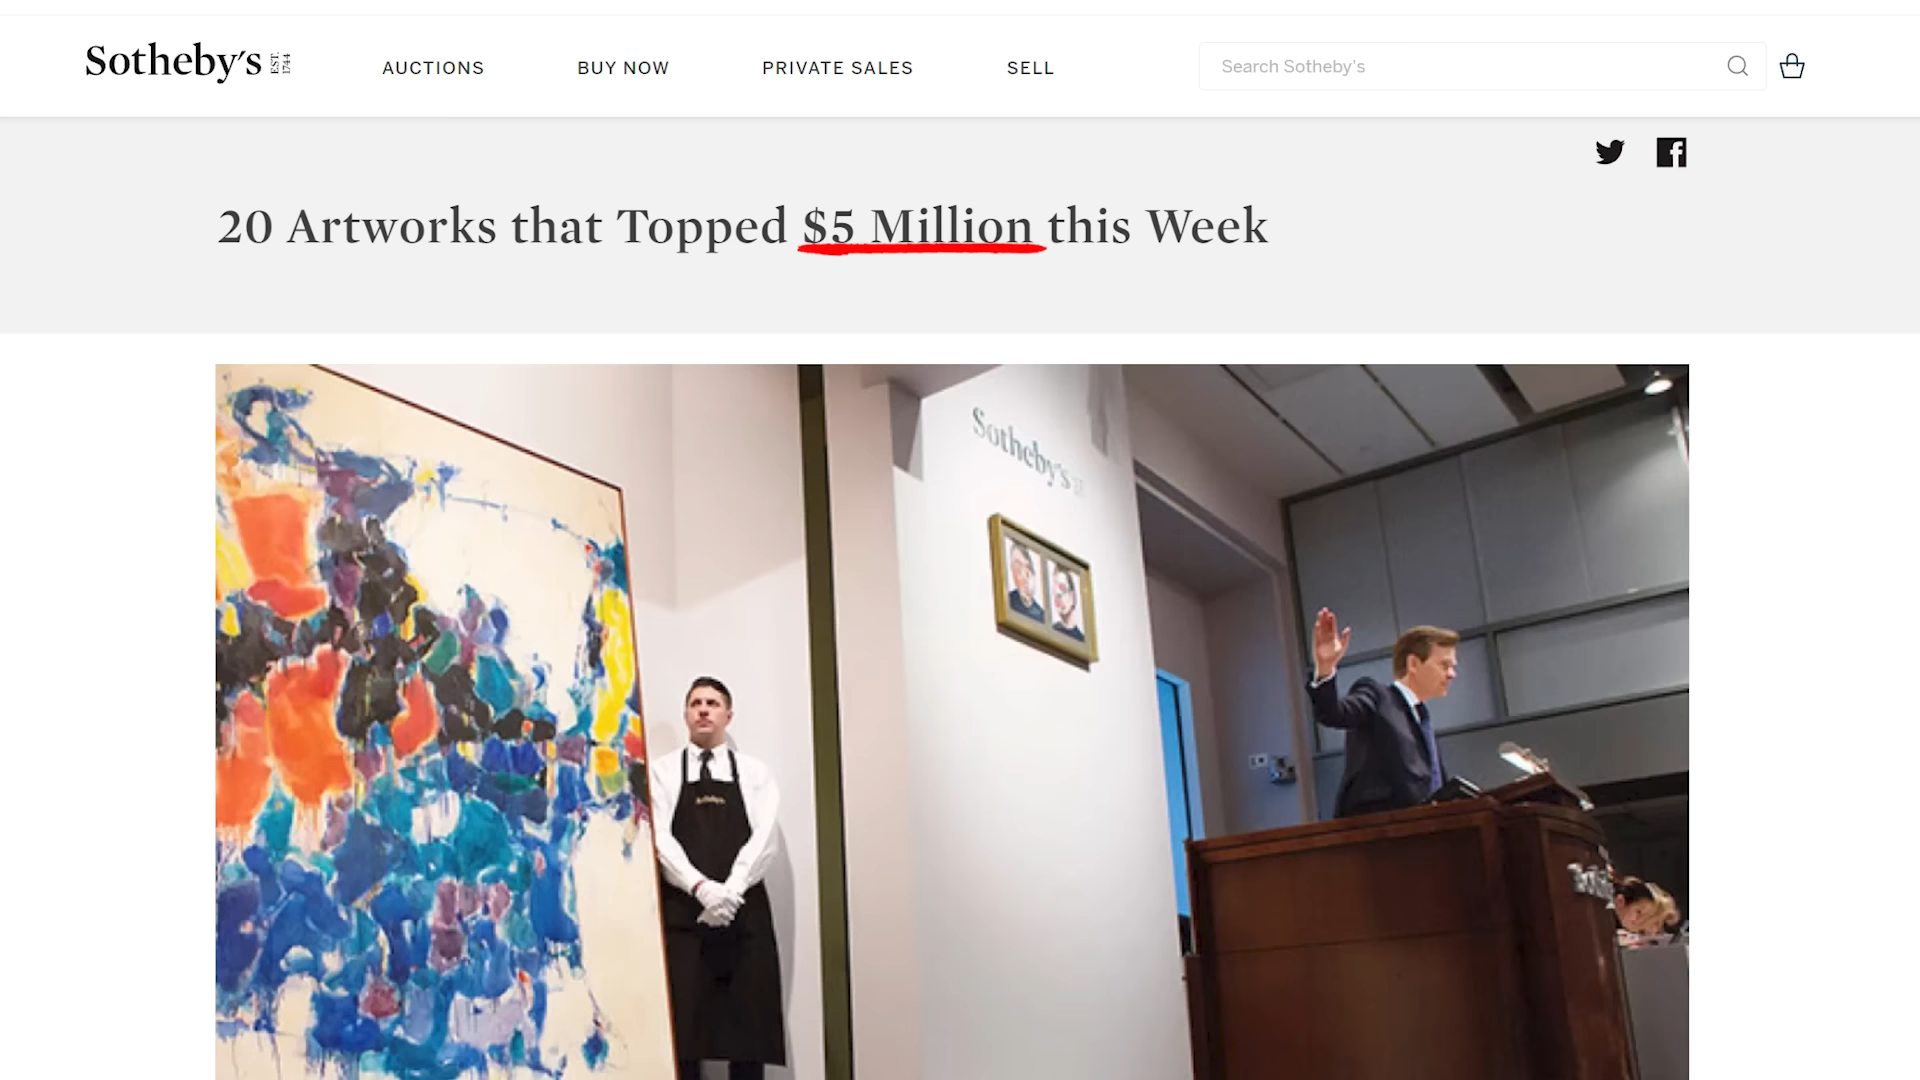 Sotheby's EST. 1744
AUCTIONS
BUY NOW
PRIVATE SALES
SELL
Search Sotheby's
20 Artworks that Topped $5 Million this Week
Sotheby's